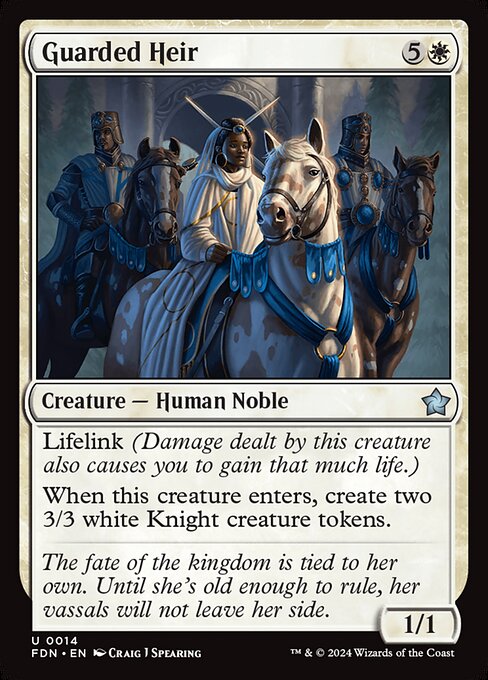 Guarded Heir 5
Creature — Human Noble
Lifelink (Damage dealt by this creature
also causes you to gain that much life.)
When this creature enters, create two
3/3 white Knight creature tokens.
The fate of the kingdom is tied to her
own. Until she's old enough to rule, her
vassals will not leave her side.
1/1
U 0014
FDN • EN Craig J Spearing
™ & © 2024 Wizards of the Coast